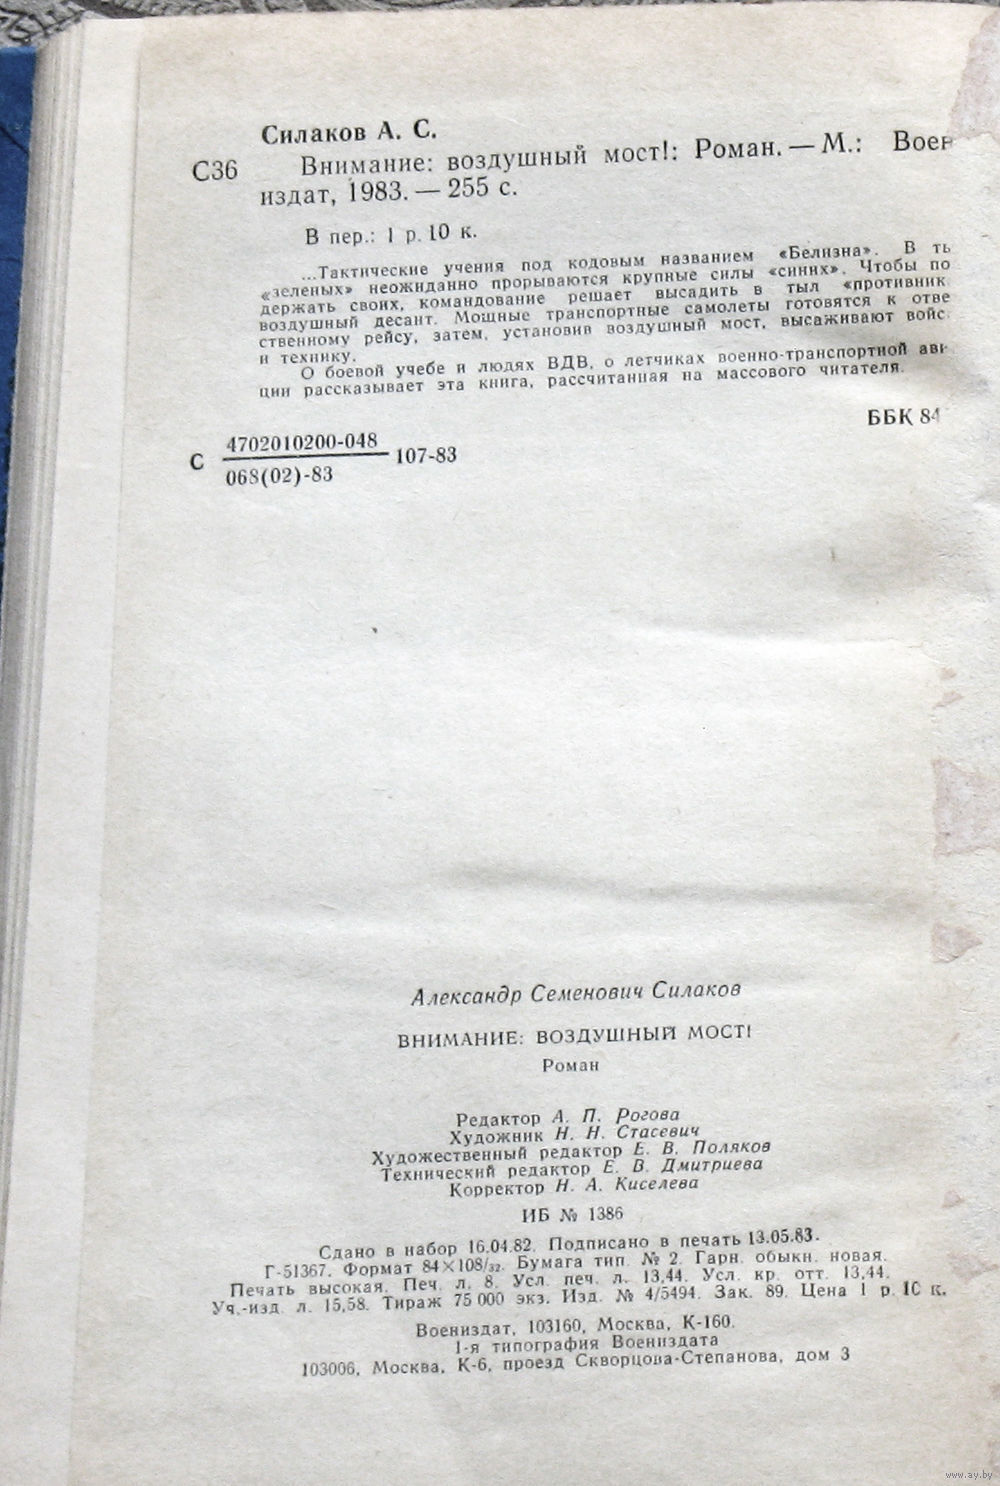 Силаков А. С.
С36 Внимание: воздушный мост!: Роман. — М.: Воен
издат, 1983. — 255 с.
В пер.: 1 р. 10 к.
...Тактические учения под кодовым названием «Белизна». В ты
«зеленых» неожиданно прорываются крупные силы «синих». Чтобы по
держать своих, командование решает высадить в тыл «противник
воздушный десант. Мощные транспортные самолеты готовятся к отве
ственному рейсу, затем, установив воздушный мост, высаживают войс
и технику.
О боевой учебе и людях ВДВ, о летчиках военно-транспортной ави
ции рассказывает эта книга, рассчитанная на массового читателя.
ББК 84
С 4702010200-048 107-83
068(02)-83
Александр Семенович Силаков
ВНИМАНИЕ: ВОЗДУШНЫЙ МОСТ!
Роман
Редактор А. П. Рогова
Художник Н. Н. Стасевич
Художественный редактор Е. В. Поляков
Технический редактор Е. В. Дмитриева
Корректор Н. А. Киселева
ИБ № 1386
Сдано в набор 16.04.82. Подписано в печать 13.05.83.
Г-51367. Формат 84×108/32. Бумага тип. № 2. Гарн. обыкн. новая.
Печать высокая. Печ. л. 8. Усл. печ. л. 13,44. Усл. кр. отт. 13,44.
Уч.-изд. л. 15,58. Тираж 75 000 экз. Изд. № 4/5494. Зак. 89. Цена 1 р. 10 к.
Воениздат, 103160, Москва, К-160.
1-я типография Воениздата
103006, Москва, К-6, проезд Скворцова-Степанова, дом 3
www.ay.by